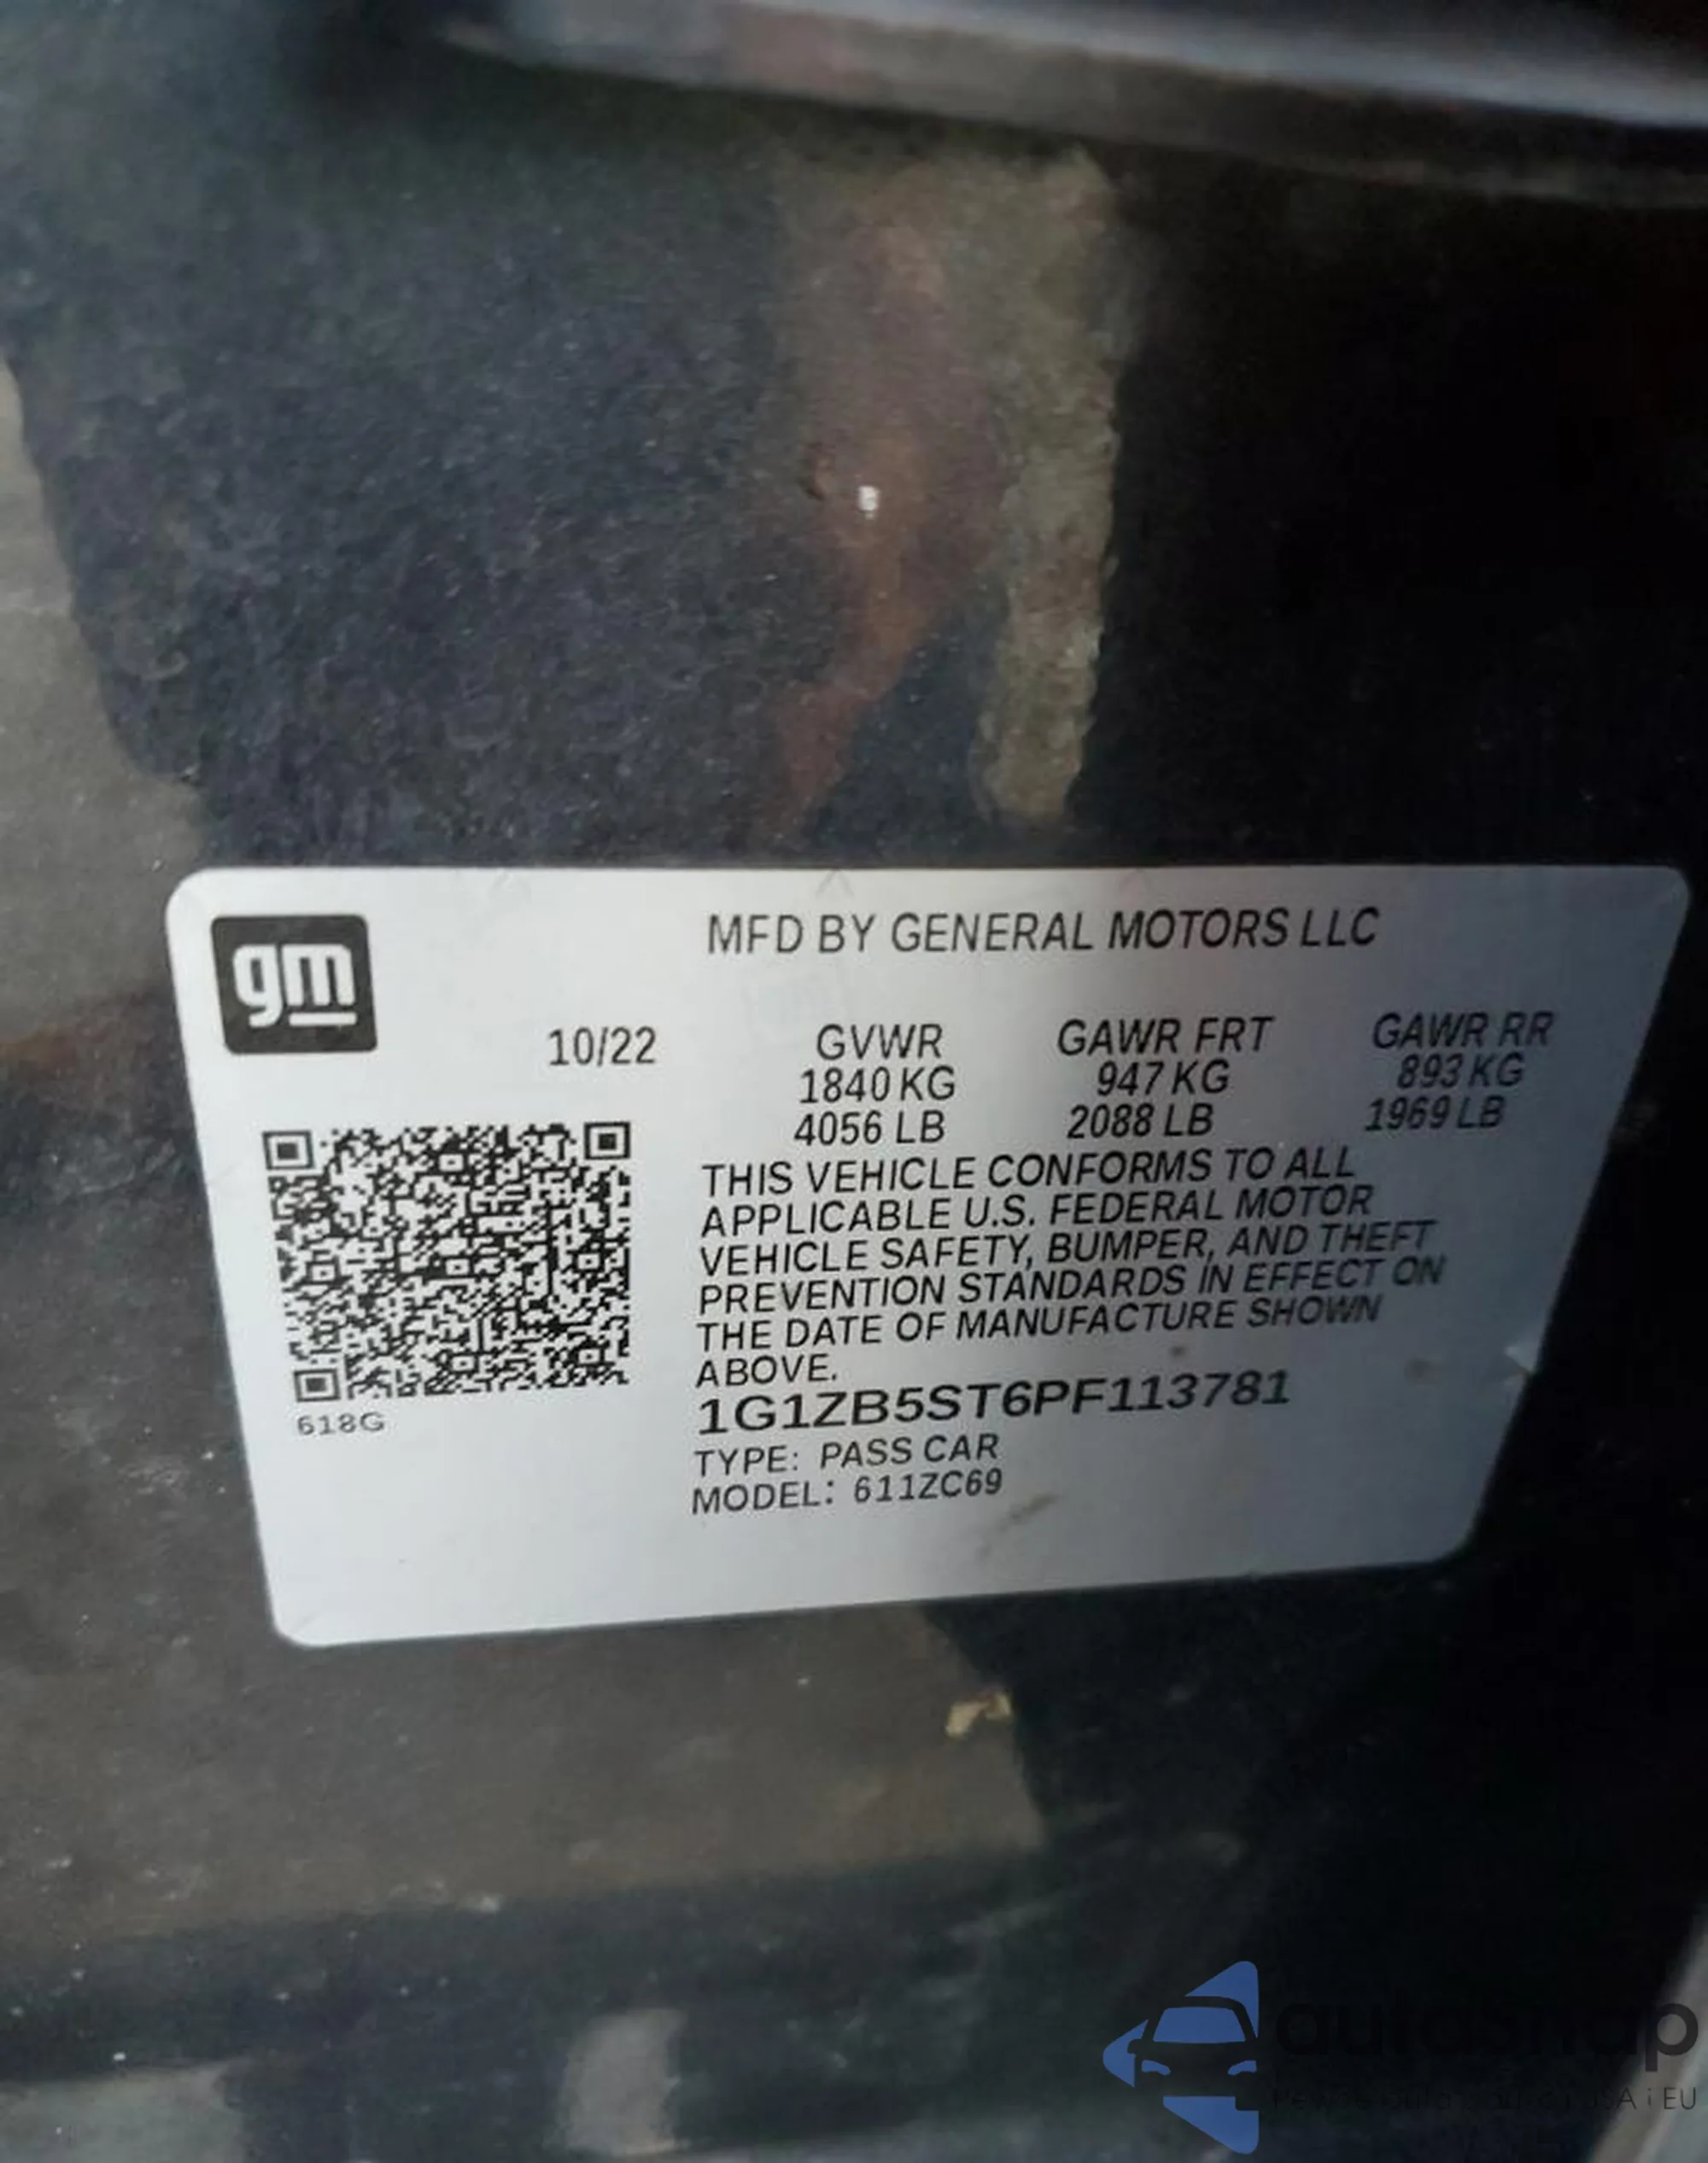 gm
MFD BY GENERAL MOTORS LLC
10/22 GVWR GAWR FRT GAWR RR
1840 KG 947 KG 893 KG
4056 LB 2088 LB 1969 LB
THIS VEHICLE CONFORMS TO ALL
APPLICABLE U.S. FEDERAL MOTOR
VEHICLE SAFETY, BUMPER, AND THEFT
PREVENTION STANDARDS IN EFFECT ON
THE DATE OF MANUFACTURE SHOWN
ABOVE.
1G1ZB5ST6PF113781
618G
TYPE: PASS CAR
MODEL: 611ZC69
autosnap
i EU